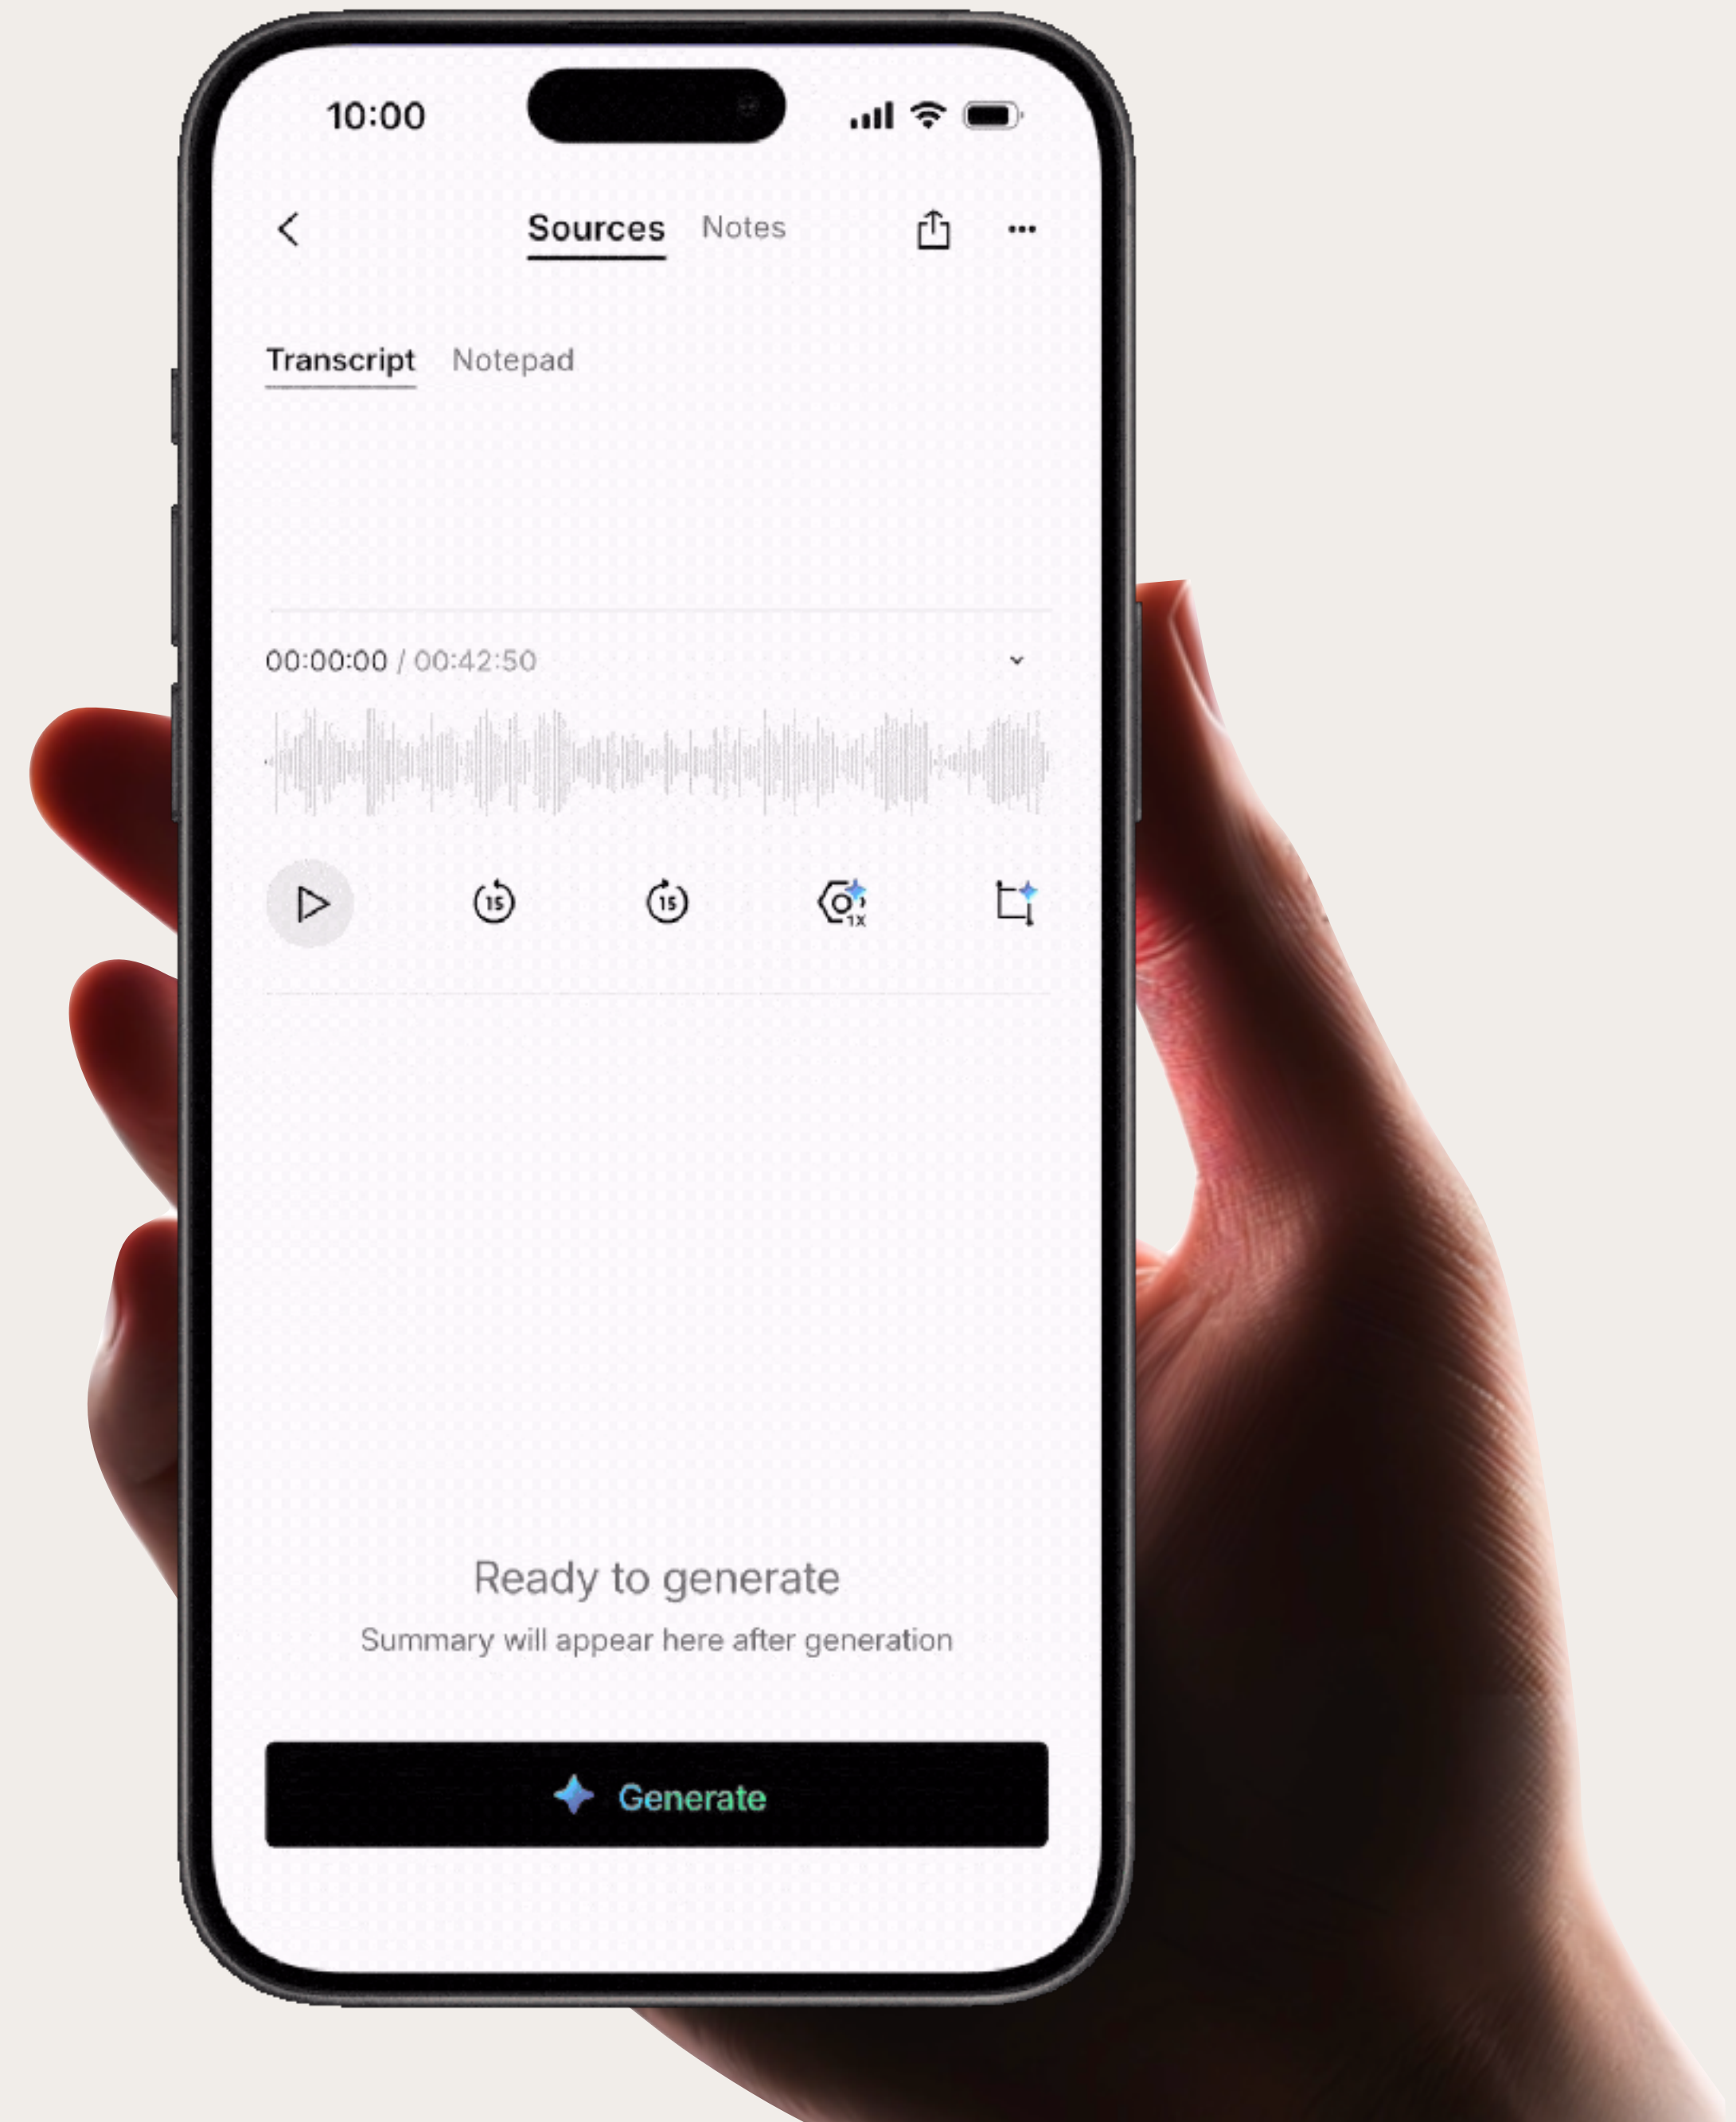 10:00
Sources Notes
Transcript Notepad
00:00:00 / 00:42:50
15 15 1X
Ready to generate
Summary will appear here after generation
Generate